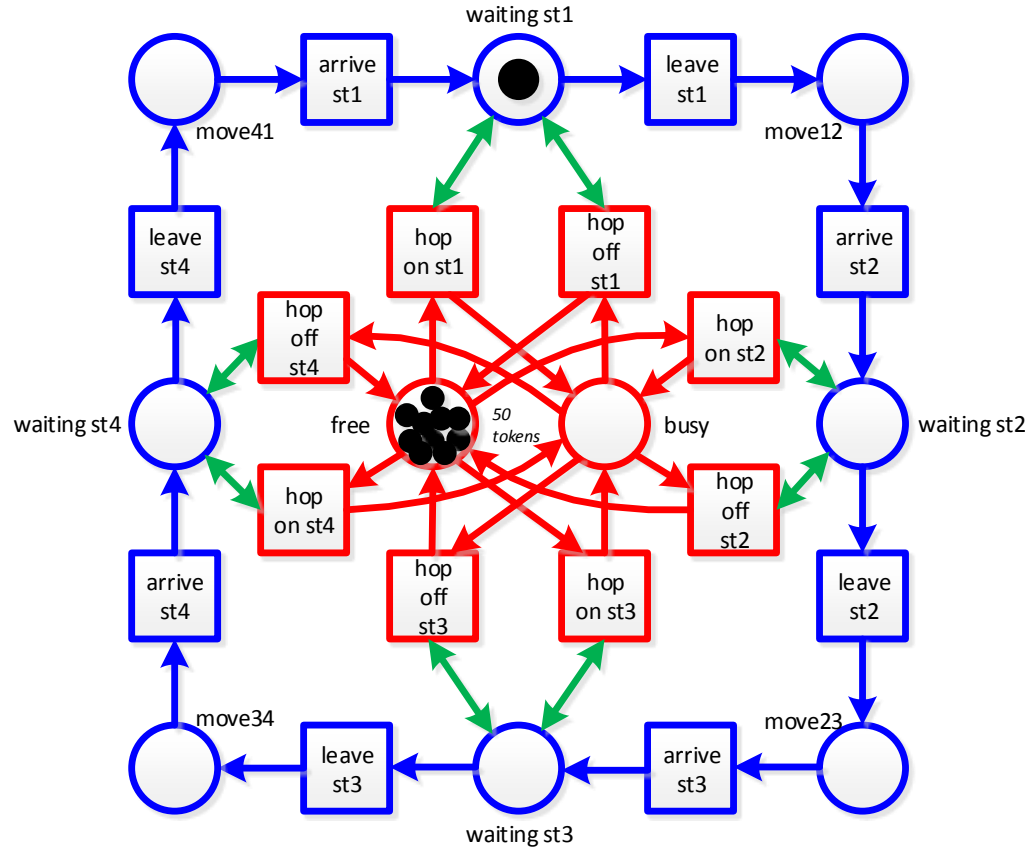 waiting st1
arrive
st1
leave
st1
move41
move12
leave
st4
hop
on st1
hop
off
st1
arrive
st2
hop
off
st4
hop
on st2
waiting st4
free
50
tokens
busy
waiting st2
hop
on st4
hop
off
st2
arrive
st4
hop
off
st3
hop
on st3
leave
st2
move34
move23
leave
st3
arrive
st3
waiting st3